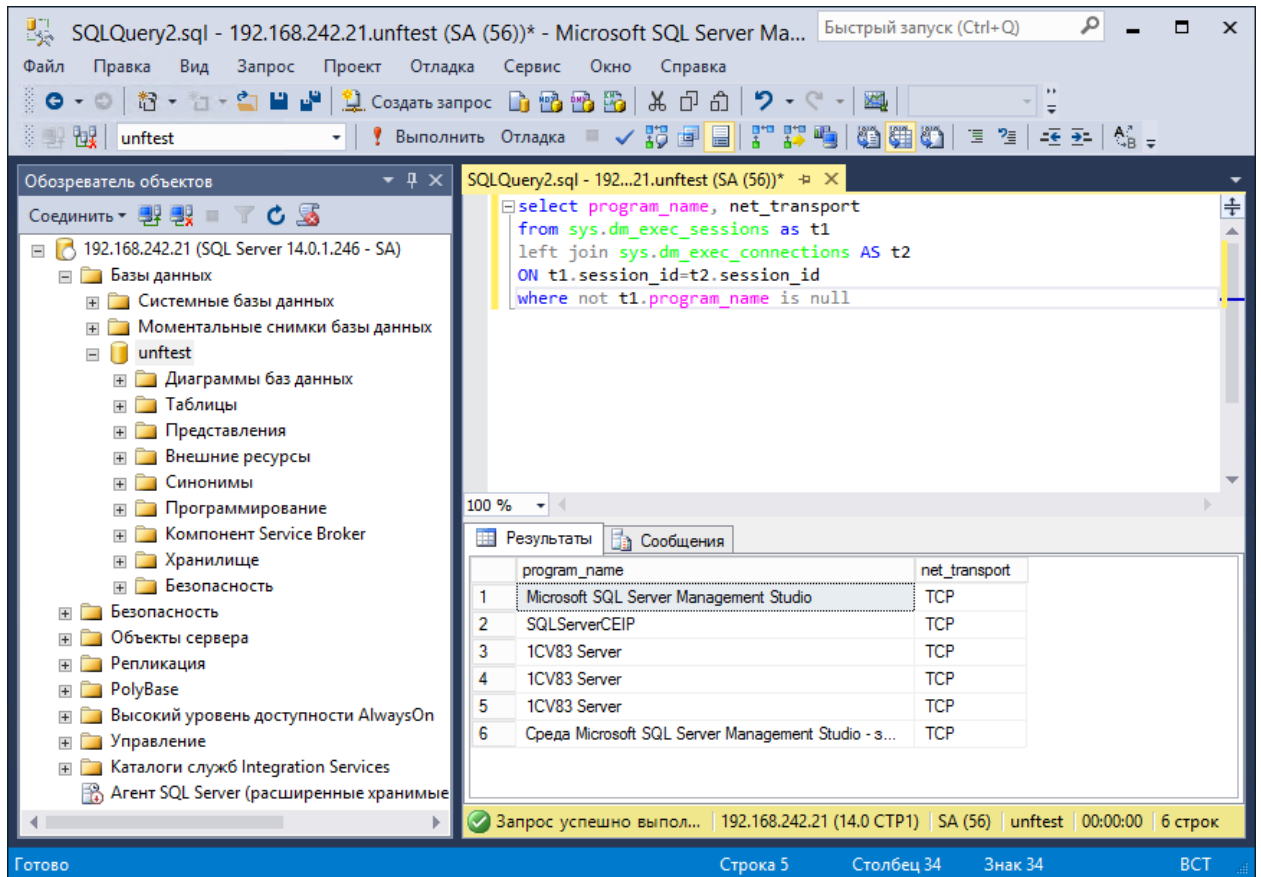 SQLQuery2.sql - 192.168.242.21.unftest (SA (56))* - Microsoft SQL Server Ma...
Быстрый запуск (Ctrl+Q)
Файл Правка Вид Запрос Проект Отладка Сервис Окно Справка
Создать запрос
unftest
Выполнить Отладка
Обозреватель объектов
Соединить
192.168.242.21 (SQL Server 14.0.1.246 - SA)
Базы данных
Системные базы данных
Моментальные снимки базы данных
unftest
Диаграммы баз данных
Таблицы
Представления
Внешние ресурсы
Синонимы
Программирование
Компонент Service Broker
Хранилище
Безопасность
Безопасность
Объекты сервера
Репликация
PolyBase
Высокий уровень доступности AlwaysOn
Управление
Каталоги служб Integration Services
Агент SQL Server (расширенные хранимые
SQLQuery2.sql - 192...21.unftest (SA (56))*
select program_name, net_transport
from sys.dm_exec_sessions as t1
left join sys.dm_exec_connections AS t2
ON t1.session_id=t2.session_id
where not t1.program_name is null
100 %
Результаты Сообщения
program_name net_transport
1 Microsoft SQL Server Management Studio TCP
2 SQLServerCEIP TCP
3 1CV83 Server TCP
4 1CV83 Server TCP
5 1CV83 Server TCP
6 Среда Microsoft SQL Server Management Studio - з... TCP
Запрос успешно выпол... 192.168.242.21 (14.0 CTP1) SA (56) unftest 00:00:00 6 строк
Готово Строка 5 Столбец 34 Знак 34 ВСТ